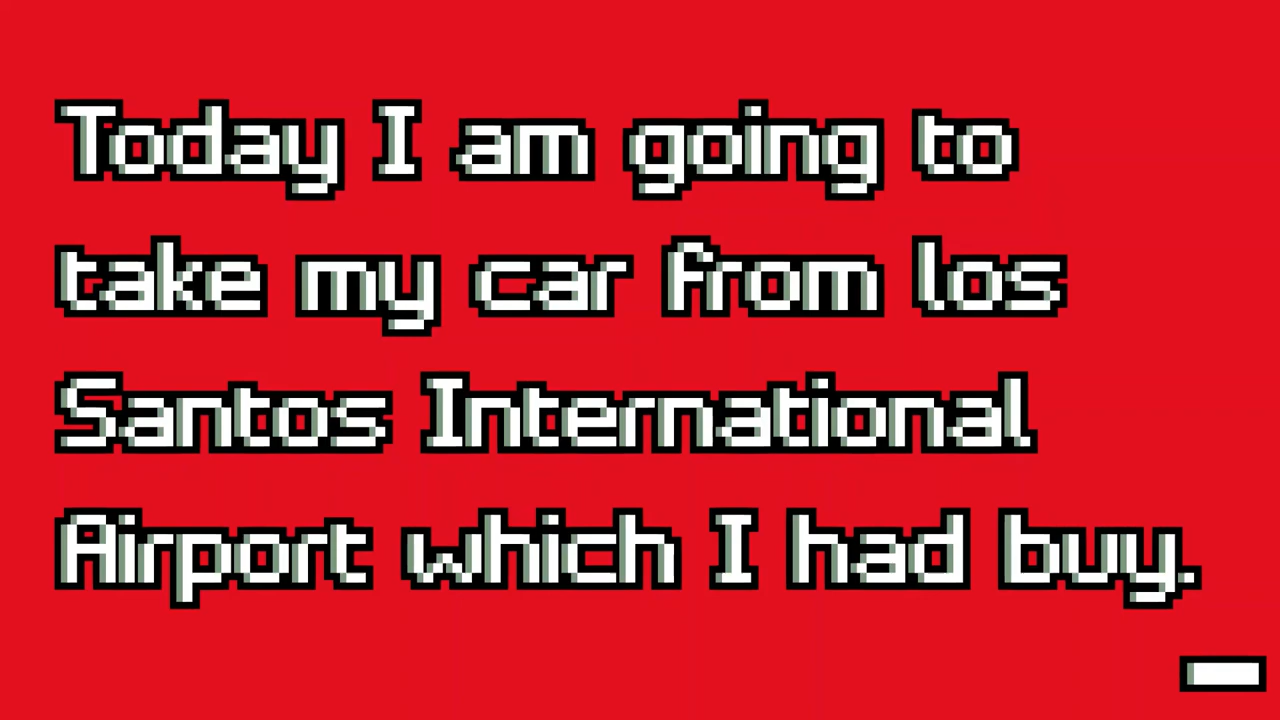 Today I am going to
take my car from los
Santos International
Airport which I had buy.